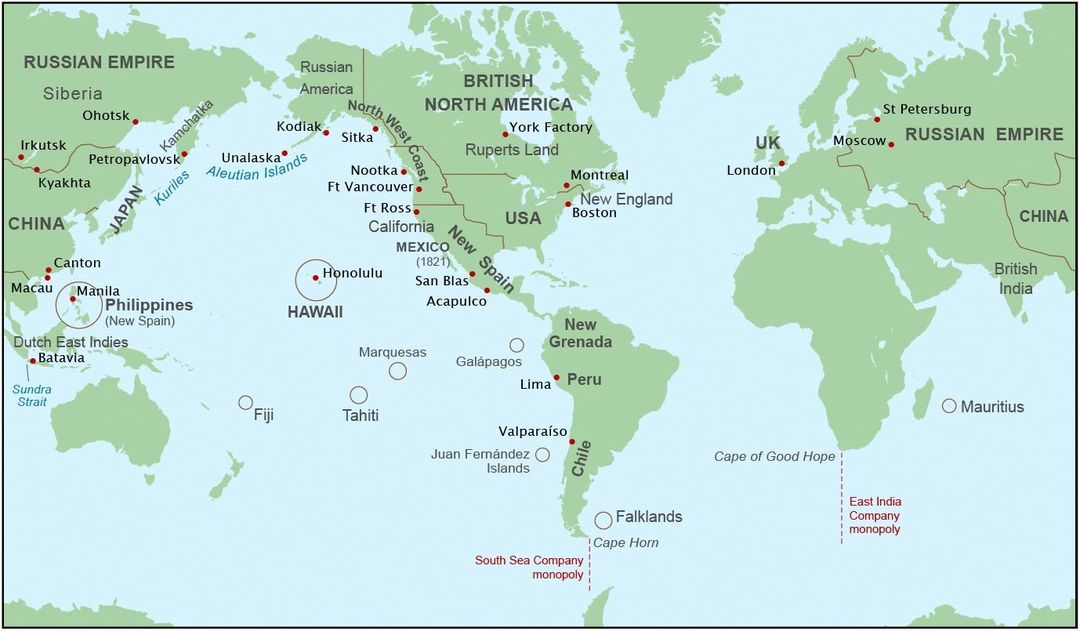 RUSSIAN EMPIRE
Siberia
Ohotsk
Kamchatka
Irkutsk
Petropavlovsk
Kyakhta
Kuriles
JAPAN
CHINA
Canton
Macau
Manila
Philippines
(New Spain)
Dutch East Indies
Batavia
Sundra
Strait
Russian
America
Kodiak
Sitka
Unalaska
Aleutian Islands
North West Coast
Nootka
Ft Vancouver
Ft Ross
California
MEXICO
(1821)
New Spain
San Blas
Acapulco
Honolulu
HAWAII
Marquesas
Galápagos
Fiji
Tahiti
BRITISH
NORTH AMERICA
York Factory
Ruperts Land
Montreal
New England
Boston
USA
New
Grenada
Lima
Peru
Valparaíso
Juan Fernández
Islands
Chile
Falklands
Cape Horn
South Sea Company
monopoly
UK
London
St Petersburg
Moscow
RUSSIAN EMPIRE
CHINA
British
India
Mauritius
Cape of Good Hope
East India
Company
monopoly